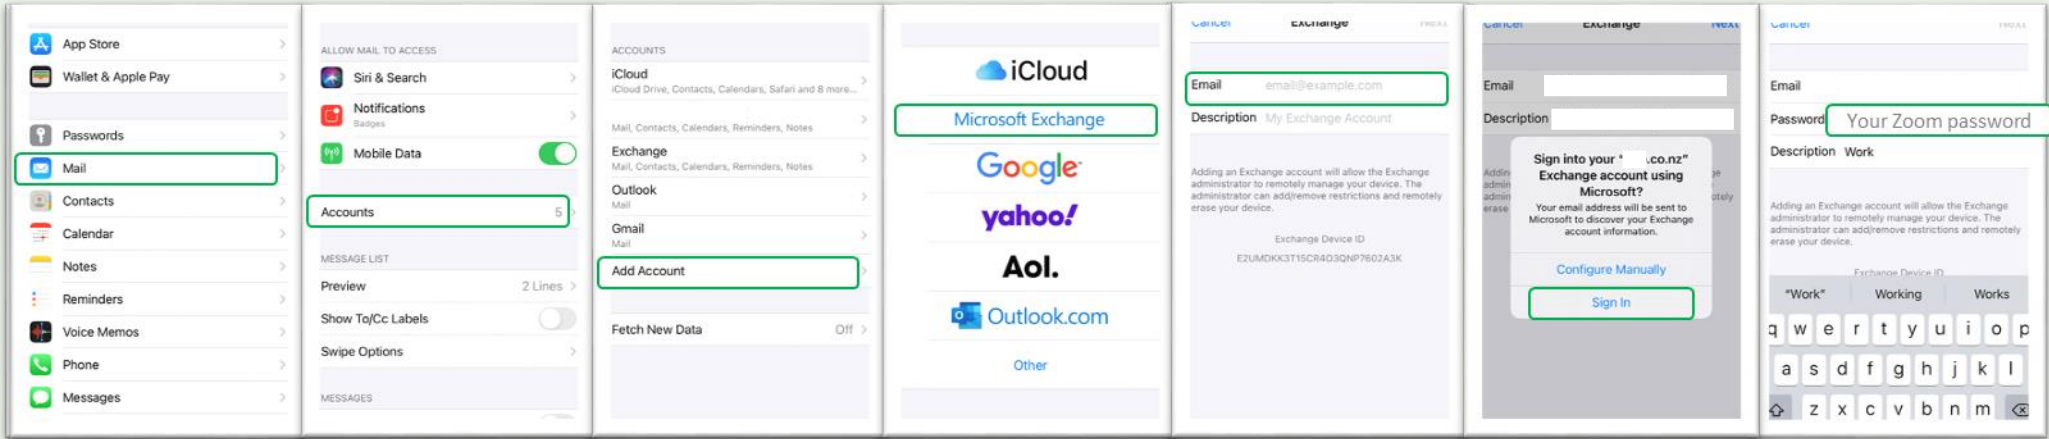 App Store
Wallet & Apple Pay
Passwords
Mail
Contacts
Calendar
Notes
Reminders
Voice Memos
Phone
Messages
ALLOW MAIL TO ACCESS
Siri & Search
Notifications
Badges
Mobile Data
Accounts 5
MESSAGE LIST
Preview 2 Lines
Show To/Cc Labels
Swipe Options
MESSAGES
ACCOUNTS
iCloud
iCloud Drive, Contacts, Calendars, Safari and 8 more...
Mail, Contacts, Calendars, Reminders, Notes
Exchange
Mail, Contacts, Calendars, Reminders, Notes
Outlook
Mail
Gmail
Mail
Add Account
Fetch New Data Off
iCloud
Microsoft Exchange
Google
yahoo!
Aol.
Outlook.com
Other
Cancel Exchange Next
Email email@example.com
Description My Exchange Account
Adding an Exchange account will allow the Exchange
administrator to remotely manage your device. The
administrator can add/remove restrictions and remotely
erase your device.
Exchange Device ID
E2UMDKK3T15CR4O3QNP7602A3K
Cancel Exchange Next
Email
Description
Sign into your " .co.nz"
Exchange account using
Microsoft?
Your email address will be sent to
Microsoft to discover your Exchange
account information.
Configure Manually
Sign In
Cancel Next
Email
Password Your Zoom password
Description Work
Adding an Exchange account will allow the Exchange
administrator to remotely manage your device. The
administrator can add/remove restrictions and remotely
erase your device.
Exchange Device ID
"Work" Working Works
q w e r t y u i o p
a s d f g h j k l
z x c v b n m